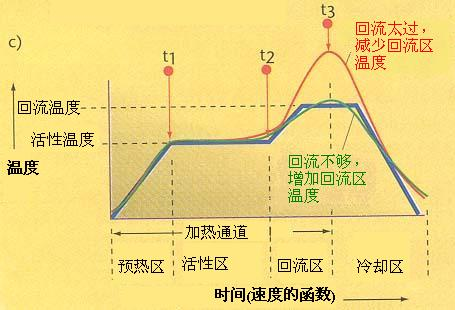 c)
t1
t2
t3
回流太过，
减少回流区
温度
回流温度
活性温度
温度
回流不够，
增加回流区
温度
加热通道
预热区
活性区
回流区
冷却区
时间(速度的函数)